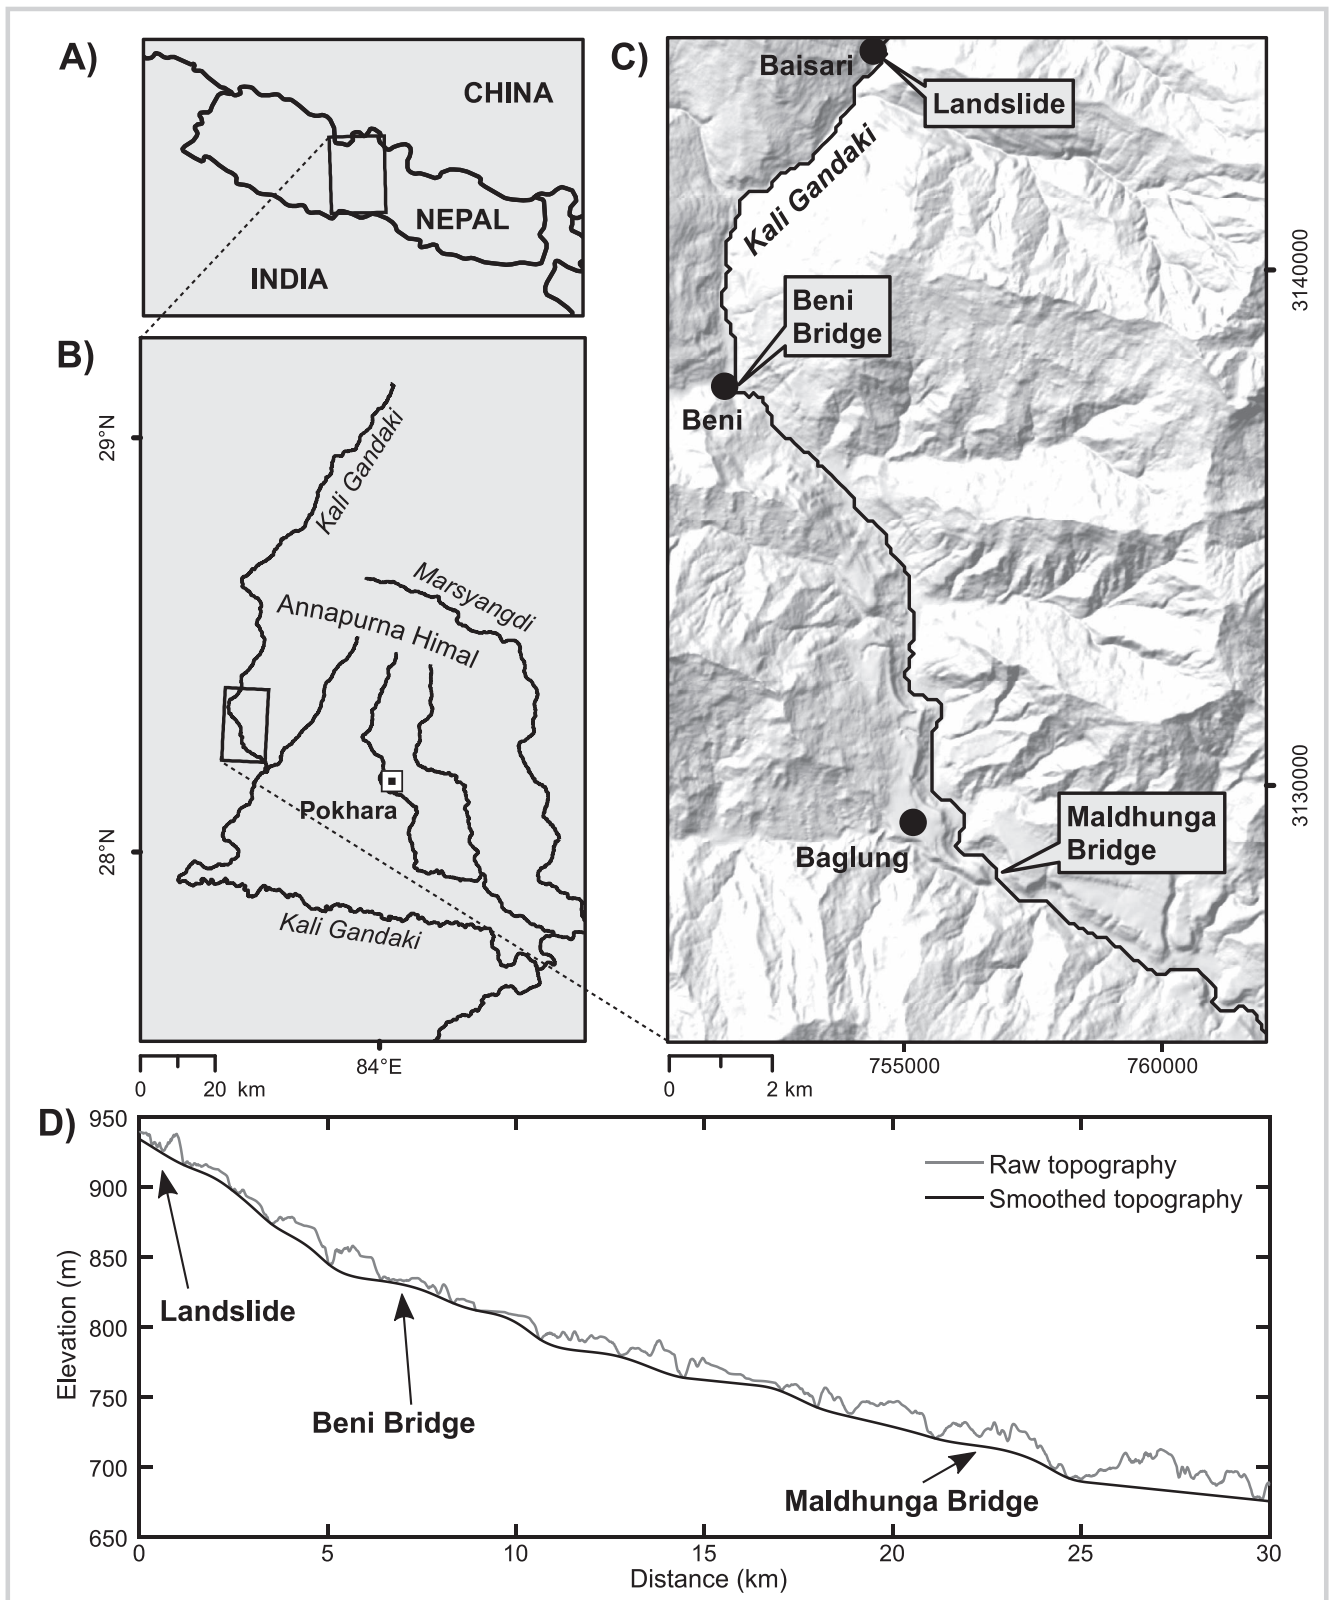 A)
CHINA
NEPAL
INDIA
B)
29°N
28°N
Kali Gandaki
Marsyangdi
Annapurna Himal
Pokhara
Kali Gandaki
0 20 km
84°E
C)
Baisari
Landslide
Kali Gandaki
Beni
Bridge
Beni
Maldhunga
Bridge
Baglung
3140000
3130000
0 2 km
755000
760000
D)
950
900
850
800
750
700
650
Elevation (m)
Raw topography
Smoothed topography
Landslide
Beni Bridge
Maldhunga Bridge
0 5 10 15 20 25 30
Distance (km)